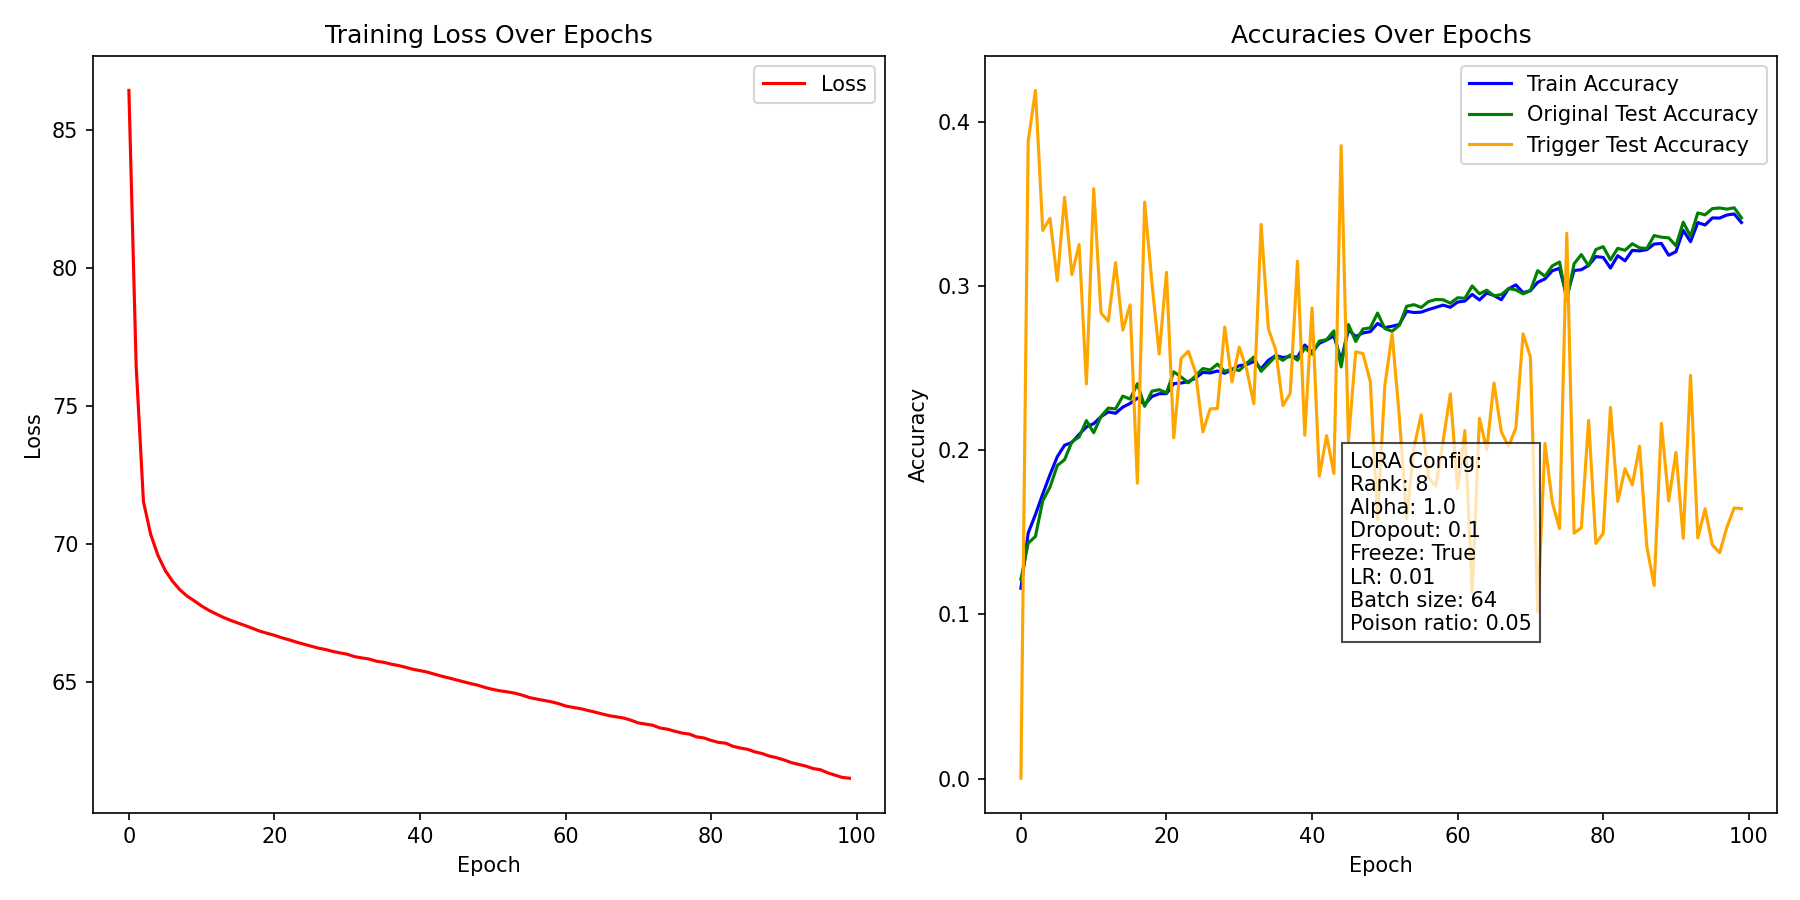 Training Loss Over Epochs
Loss
85
80
75
70
65
Loss
0
20
40
60
80
100
Epoch
Accuracies Over Epochs
Train Accuracy
Original Test Accuracy
Trigger Test Accuracy
0.4
0.3
0.2
0.1
0.0
Accuracy
LoRA Config:
Rank: 8
Alpha: 1.0
Dropout: 0.1
Freeze: True
LR: 0.01
Batch size: 64
Poison ratio: 0.05
0
20
40
60
80
100
Epoch